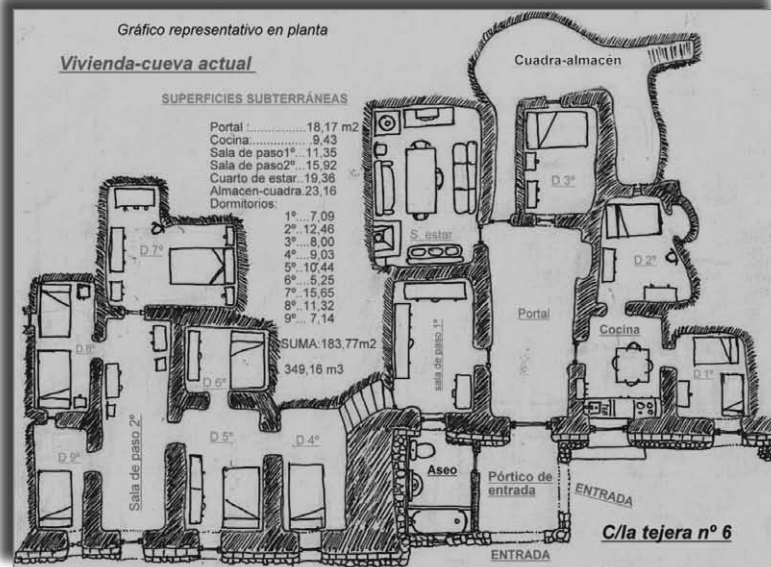 Gráfico representativo en planta
Vivienda-cueva actual
SUPERFICIES SUBTERRÁNEAS
Portal :................18,17 m2
Cocina:................9,43
Sala de paso1º...11,35
Sala de paso2º...15,92
Cuarto de estar..19,36
Almacen-cuadra.23,16
Dormitorios:
1º....7,09
2º..12,46
3º....8,00
4º....9,03
5º..10,44
6º....5,25
7º..15,65
8º..11,32
9º... 7,14
SUMA:183,77m2
349,16 m3
Cuadra-almacén
D 3º
S. estar
D 2º
D 7º
Portal
Cocina
sala de paso 1º
D 8º
D 6º
D 1º
D 9º
Sala de paso 2º
D 5º
D 4º
Aseo
Pórtico de
entrada
ENTRADA
ENTRADA
C/la tejera nº 6